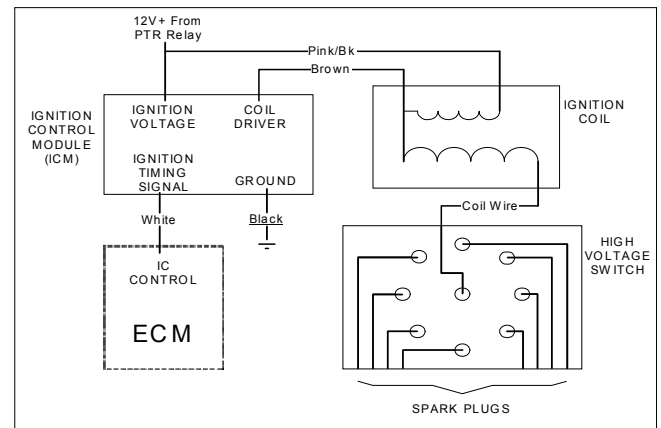 12V+ From
PTR Relay
Pink/Bk
Brown
IGNITION
CONTROL
MODULE
(ICM)
IGNITION
VOLTAGE
COIL
DRIVER
IGNITION
TIMING
SIGNAL
GROUND
IGNITION
COIL
White
Black
Coil Wire
IC
CONTROL
ECM
HIGH
VOLTAGE
SWITCH
SPARK PLUGS